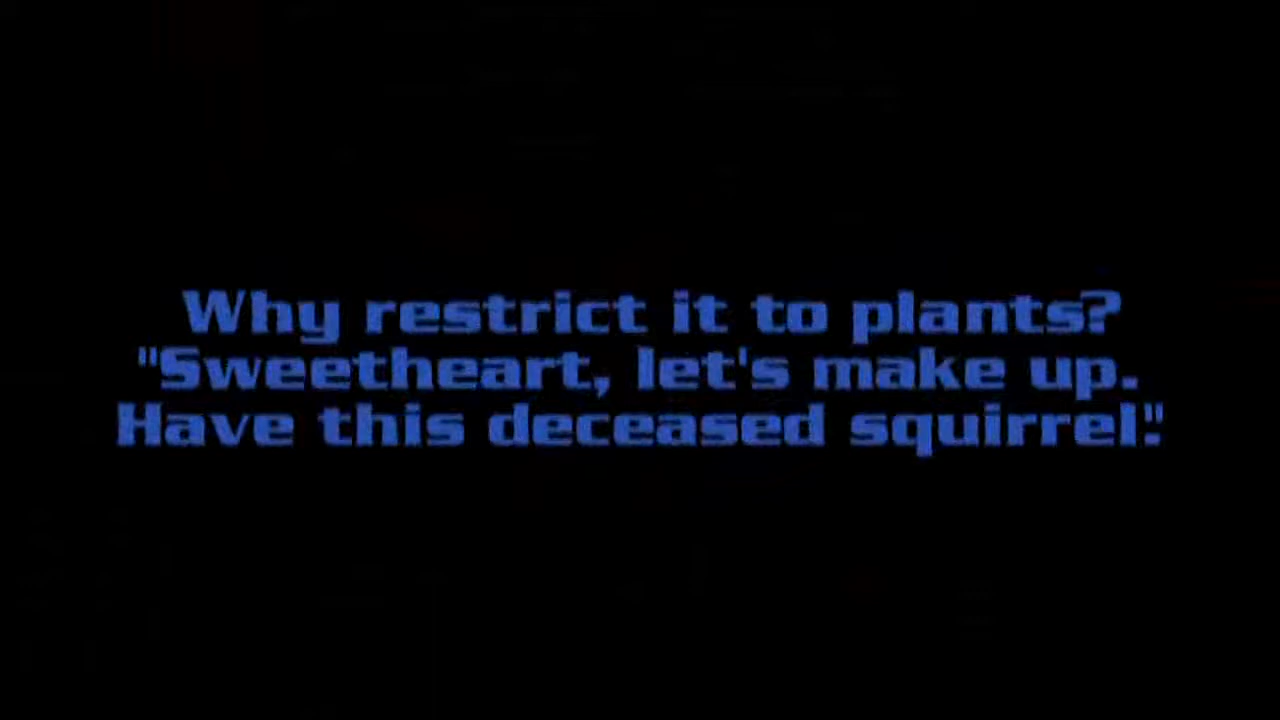 Why restrict it to plants?
"Sweetheart, let's make up.
Have this deceased squirrel."